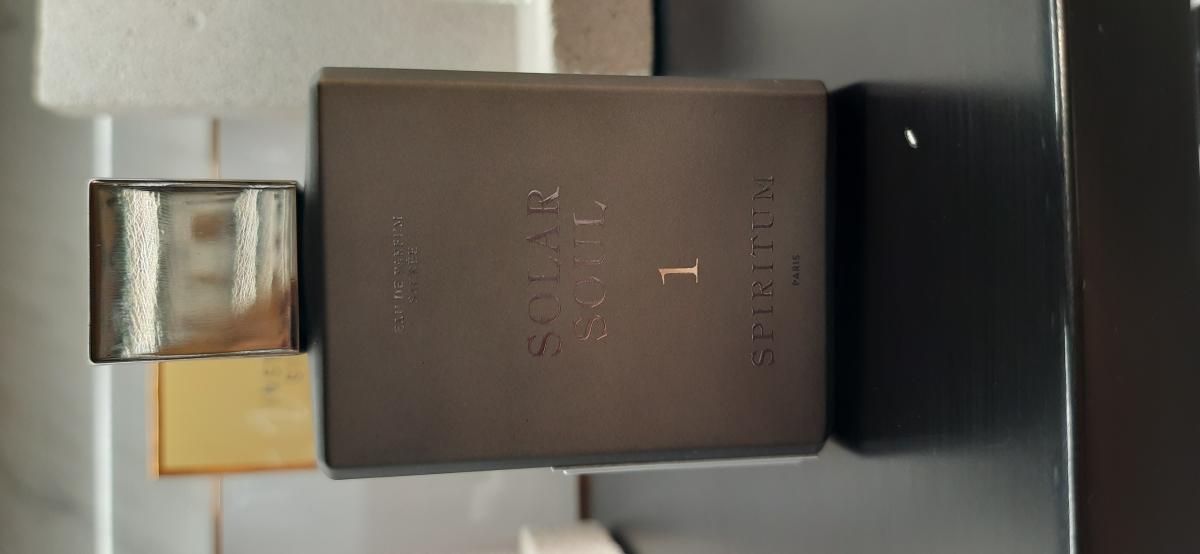 EAU DE PARFUM
SOLAR
SOUL
1
SPIRITUM
PARIS